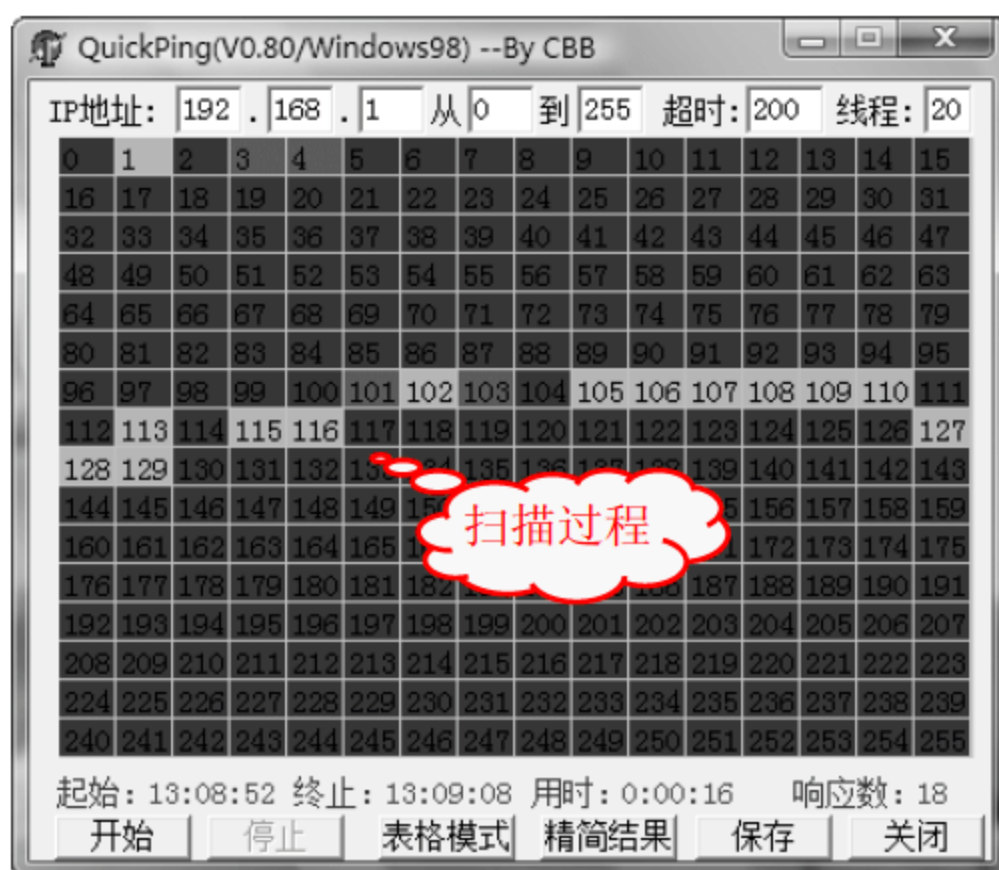 QuickPing(V0.80/Windows98) --By CBB
IP地址: 192 . 168 . 1 从 0 到 255 超时: 200 线程: 20
0 1 2 3 4 5 6 7 8 9 10 11 12 13 14 15
16 17 18 19 20 21 22 23 24 25 26 27 28 29 30 31
32 33 34 35 36 37 38 39 40 41 42 43 44 45 46 47
48 49 50 51 52 53 54 55 56 57 58 59 60 61 62 63
64 65 66 67 68 69 70 71 72 73 74 75 76 77 78 79
80 81 82 83 84 85 86 87 88 89 90 91 92 93 94 95
96 97 98 99 100 101 102 103 104 105 106 107 108 109 110 111
112 113 114 115 116 117 118 119 120 121 122 123 124 125 126 127
128 129 130 131 132 135 136 137 138 139 140 141 142 143
144 145 146 147 148 149 156 157 158 159
扫描过程
160 161 162 163 164 165 172 173 174 175
176 177 178 179 180 181 182 187 188 189 190 191
192 193 194 195 196 197 198 199 200 201 202 203 204 205 206 207
208 209 210 211 212 213 214 215 216 217 218 219 220 221 222 223
224 225 226 227 228 229 230 231 232 233 234 235 236 237 238 239
240 241 242 243 244 245 246 247 248 249 250 251 252 253 254 255
起始: 13:08:52 终止: 13:09:08 用时: 0:00:16 响应数: 18
开始 停止 表格模式 精简结果 保存 关闭